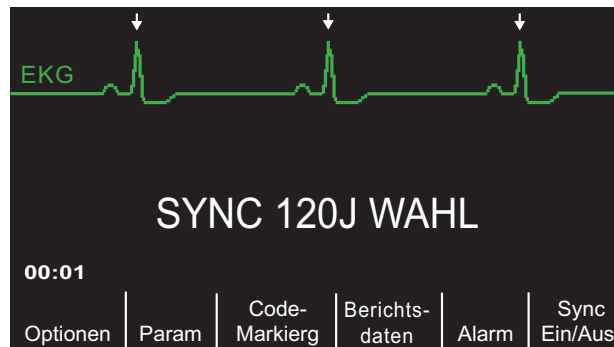 EKG
SYNC 120J WAHL
00:01
Optionen
Param
Code-
Markierg
Berichts-
daten
Alarm
Sync
Ein/Aus